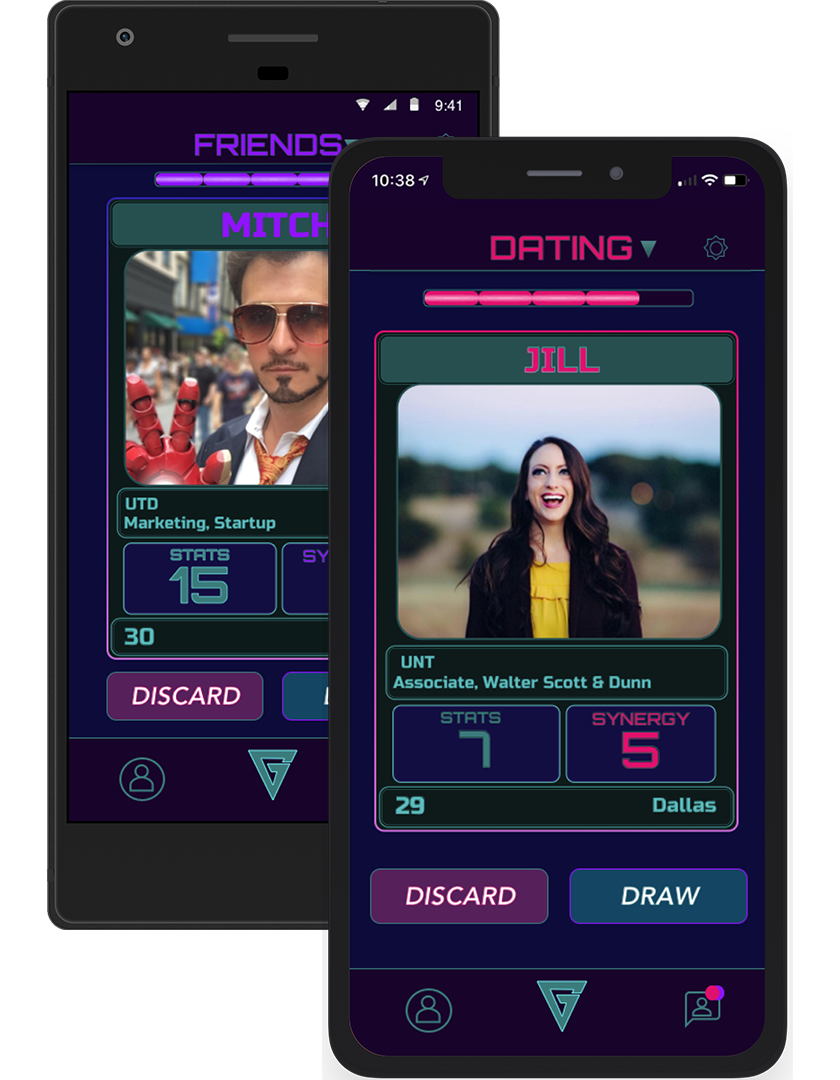 9:41
FRIENDS
MITCH
UTD
Marketing, Startup
STATS
15
SY
30
DISCARD
10:38
DATING
JILL
UNT
Associate, Walter Scott & Dunn
STATS
7
SYNERGY
5
29
Dallas
DISCARD
DRAW